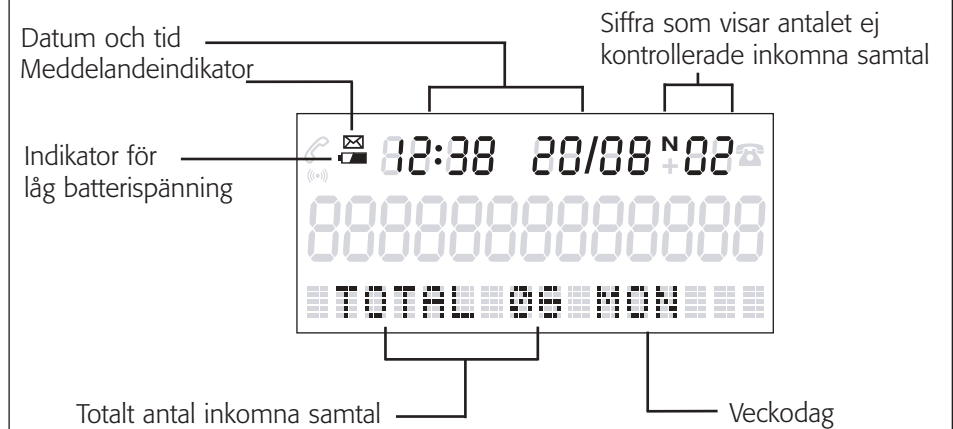 Datum och tid
Meddelandeindikator
Siffra som visar antalet ej
kontrollerade inkomna samtal
Indikator för
låg batterispänning
12:38 20/08 N 02
TOTAL 06 MON
Totalt antal inkomna samtal
Veckodag